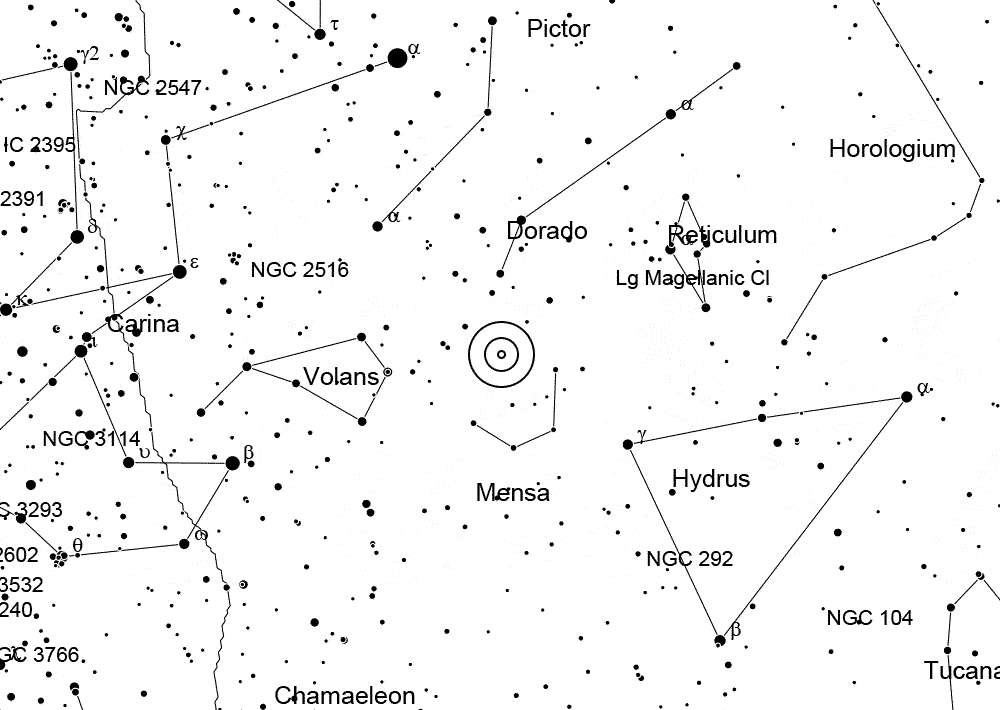 τ
Pictor
α
γ2
NGC 2547
α
χ
IC 2395
Horologium
2391
α
δ
Dorado
α
Reticulum
ε
NGC 2516
Lg Magellanic Cl
κ
Carina
ι
Volans
α
NGC 3114
υ
β
γ
Hydrus
Mensa
C 3293
ω
θ
2602
NGC 292
3532
240
NGC 104
β
λ
GC 3766
Tucana
Chamaeleon